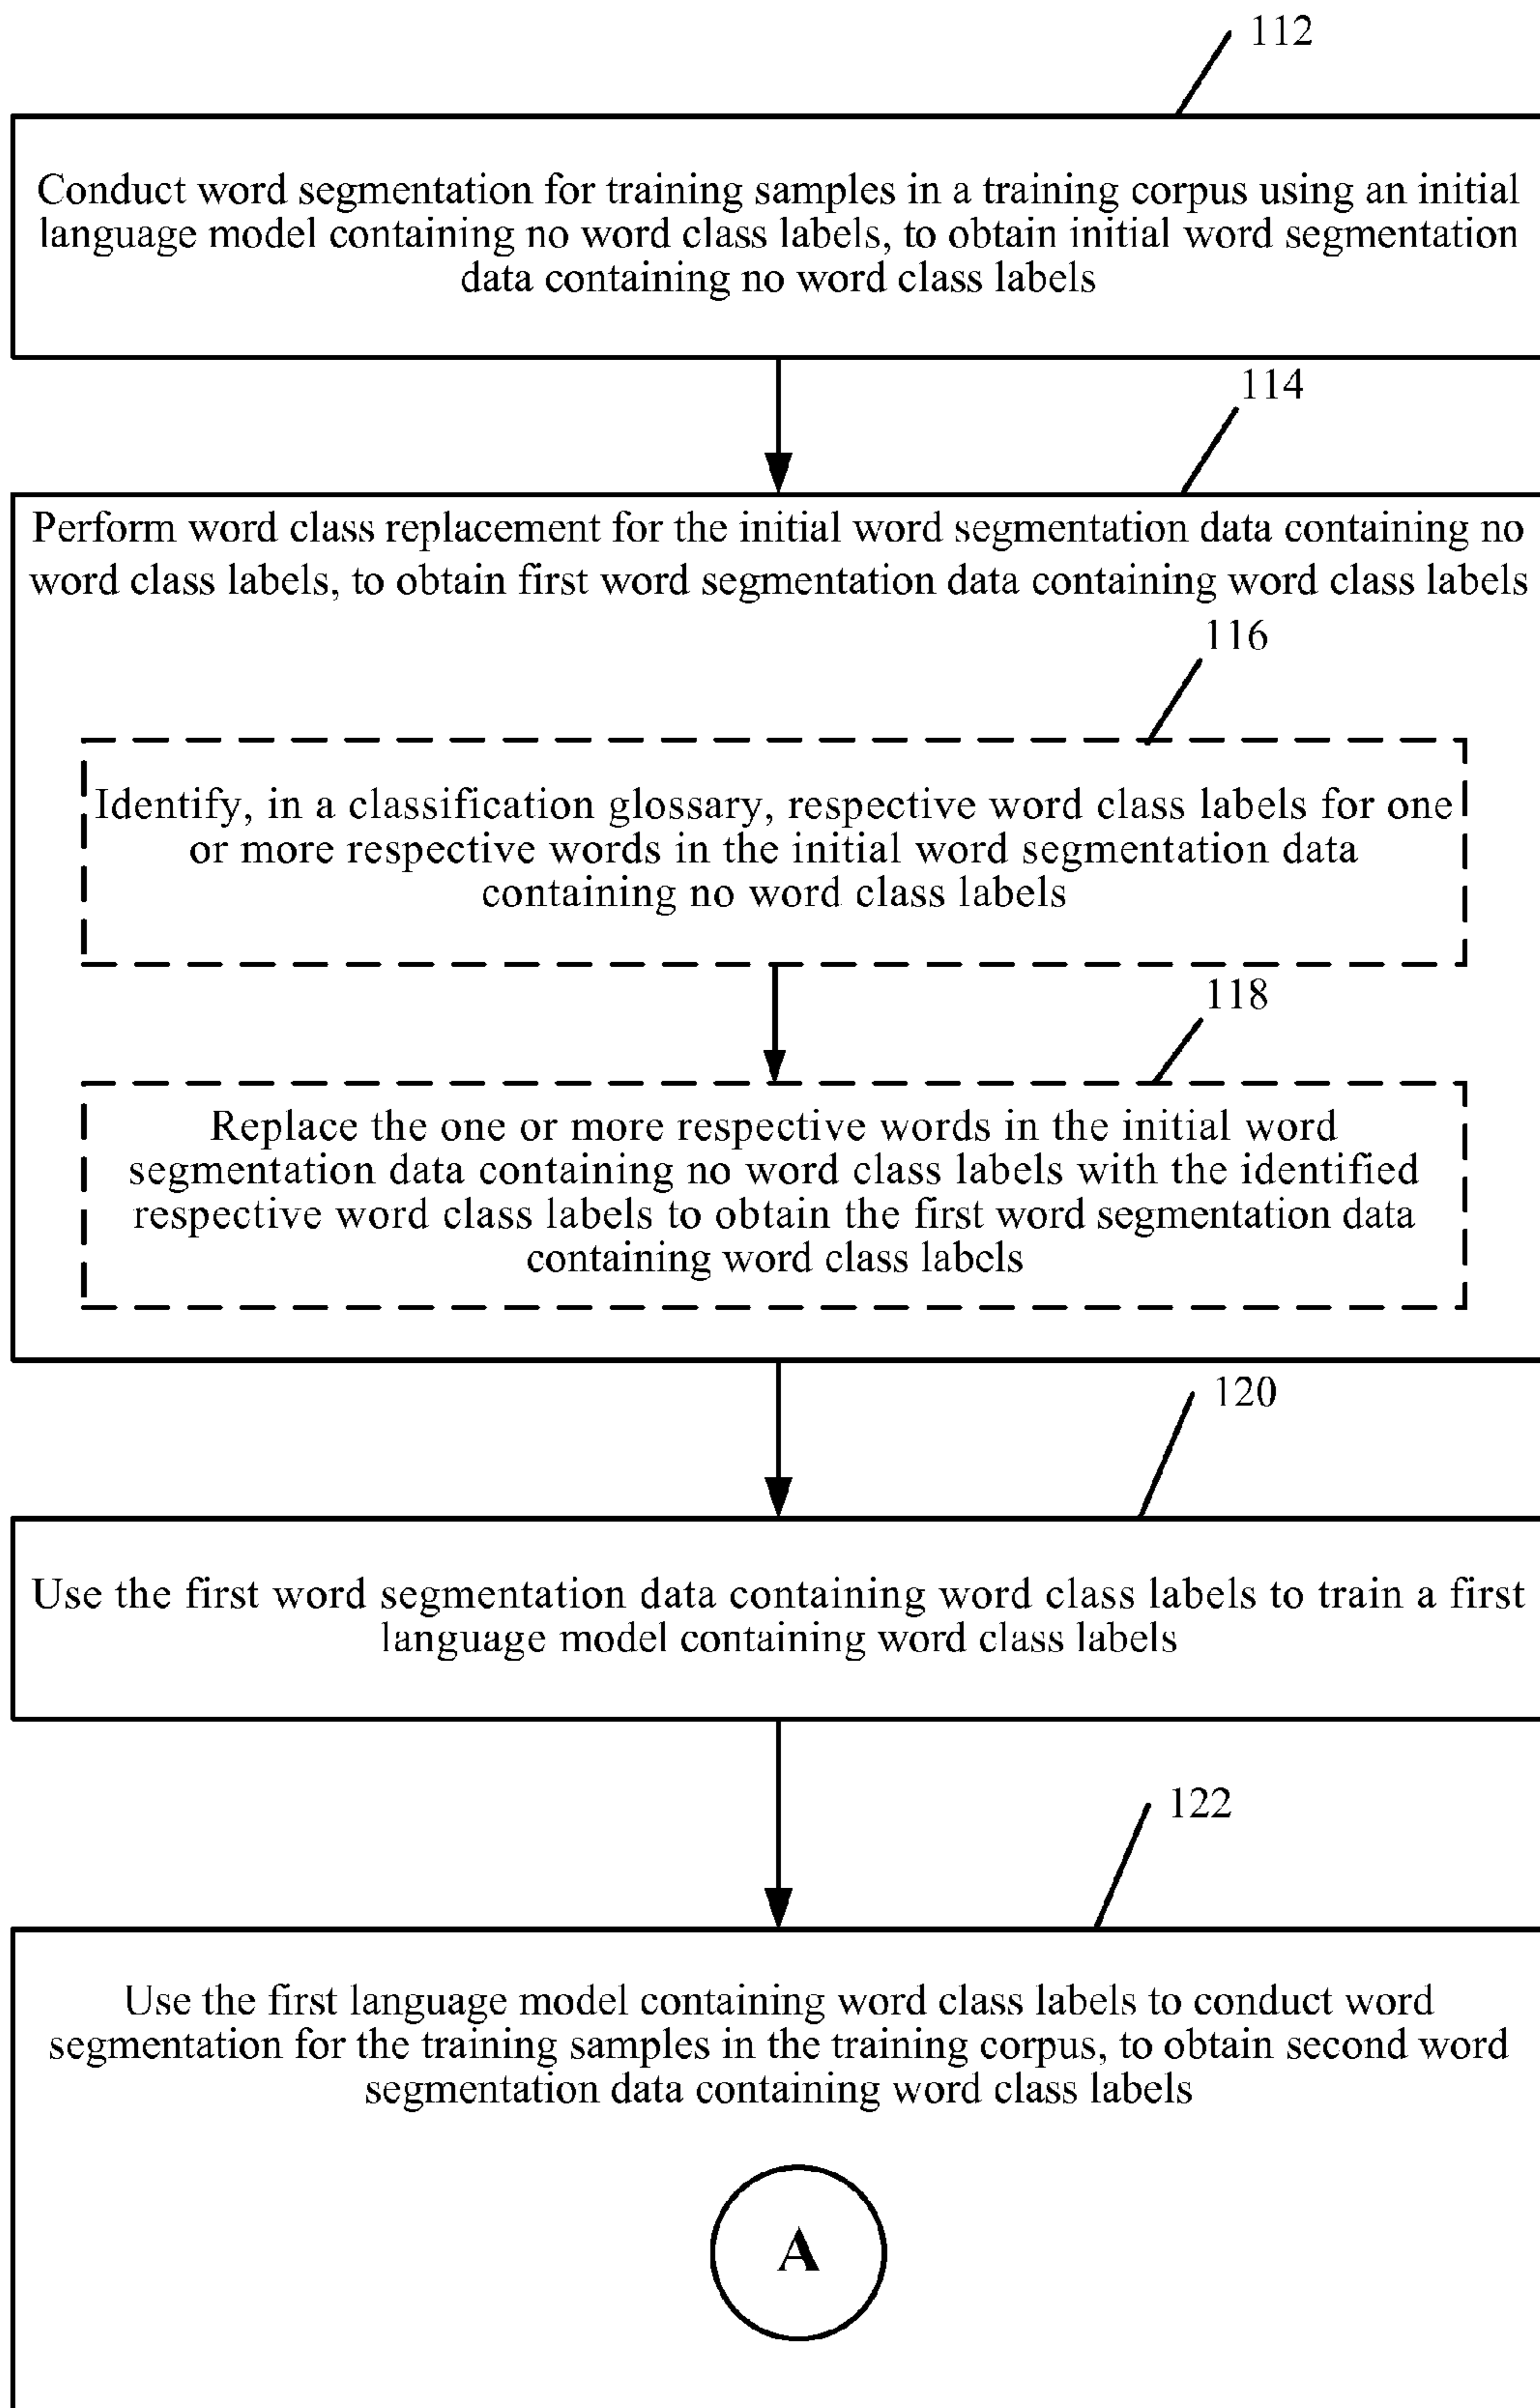 112
Conduct word segmentation for training samples in a training corpus using an initial
language model containing no word class labels, to obtain initial word segmentation
data containing no word class labels
114
Perform word class replacement for the initial word segmentation data containing no
word class labels, to obtain first word segmentation data containing word class labels
116
Identify, in a classification glossary, respective word class labels for one
or more respective words in the initial word segmentation data
containing no word class labels
118
Replace the one or more respective words in the initial word
segmentation data containing no word class labels with the identified
respective word class labels to obtain the first word segmentation data
containing word class labels
120
Use the first word segmentation data containing word class labels to train a first
language model containing word class labels
122
Use the first language model containing word class labels to conduct word
segmentation for the training samples in the training corpus, to obtain second word
segmentation data containing word class labels
A